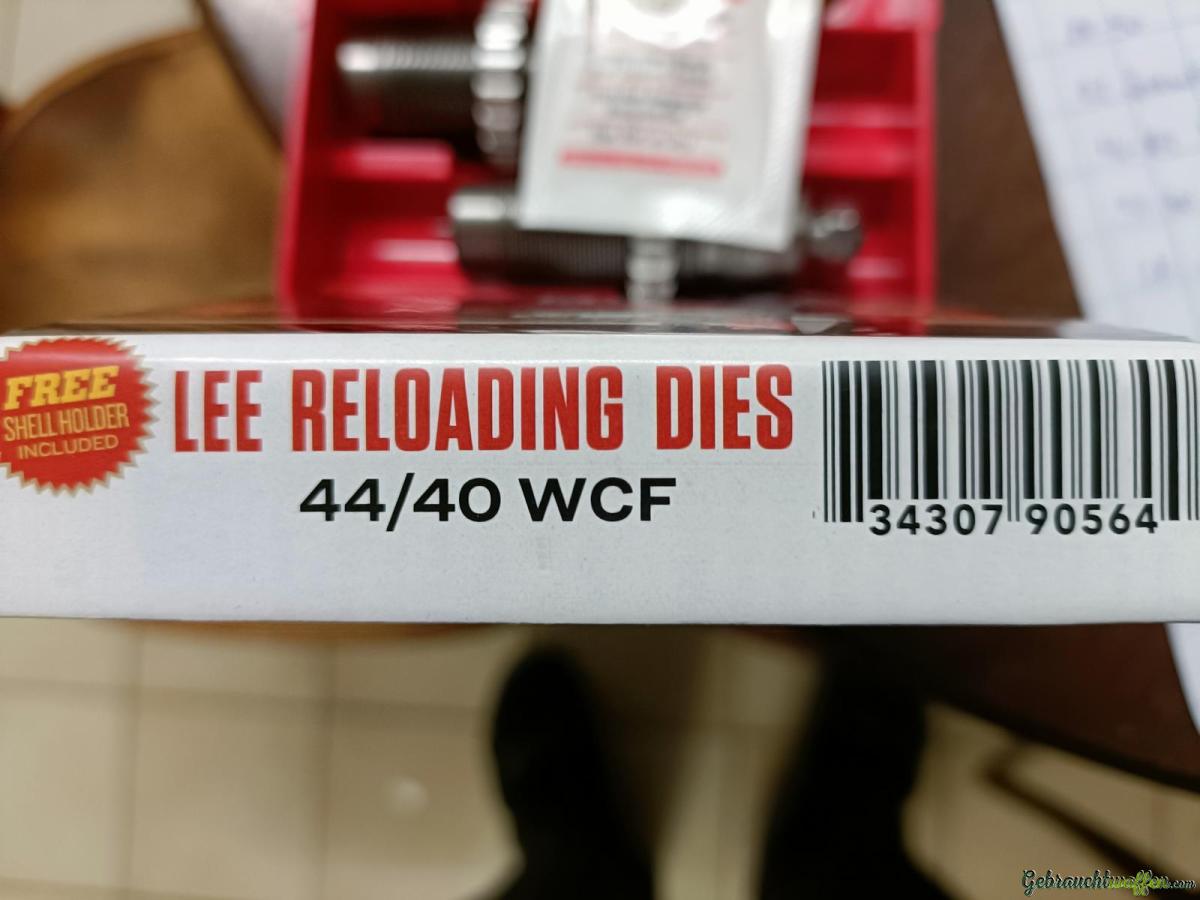 FREE
SHELL HOLDER
INCLUDED
LEE RELOADING DIES
44/40 WCF
34307 90564
Gebrauchtwaffen.com